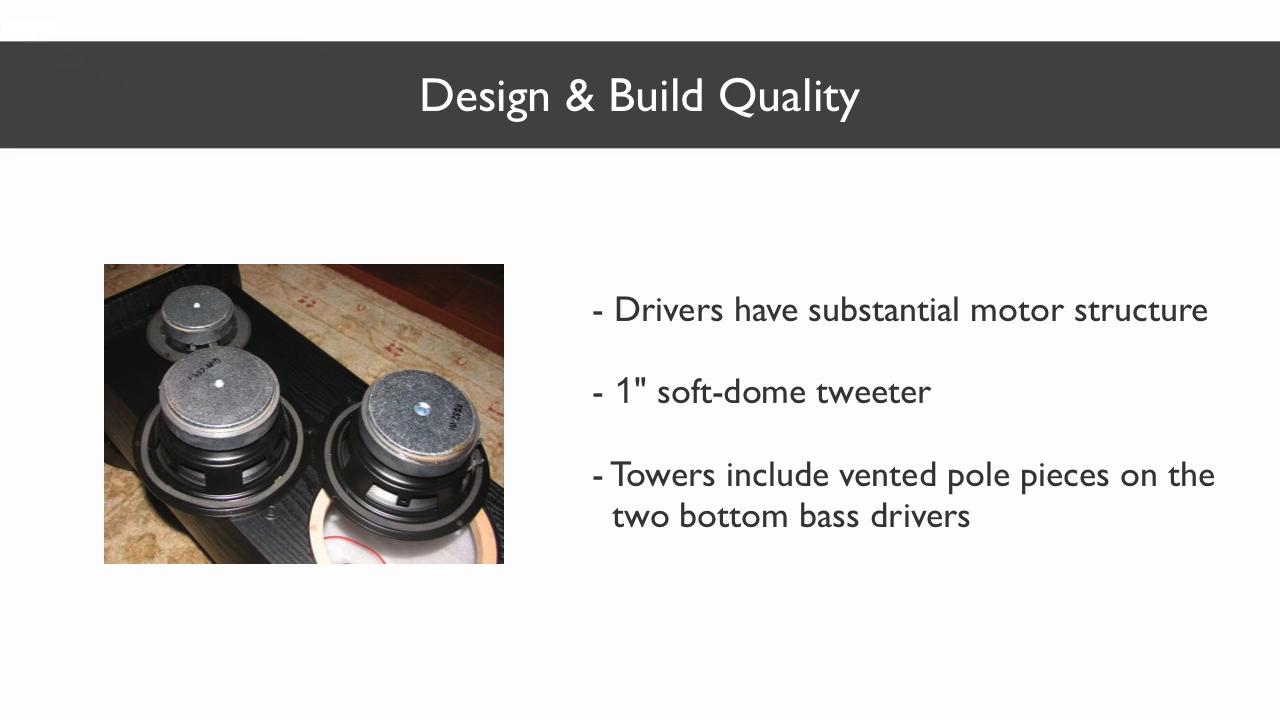 Design & Build Quality
- Drivers have substantial motor structure
- 1" soft-dome tweeter
- Towers include vented pole pieces on the
two bottom bass drivers